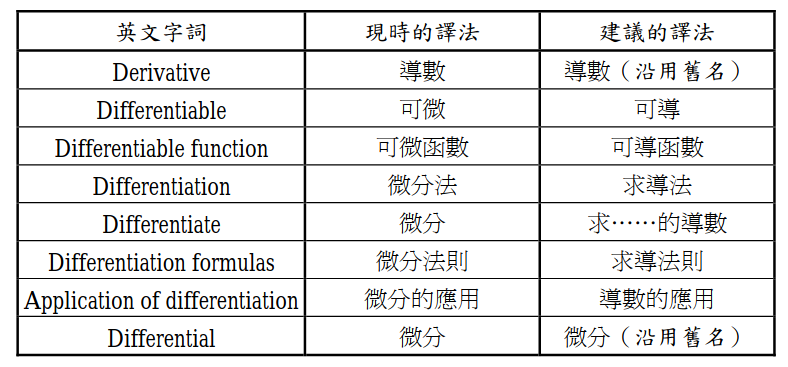 英文字詞 現時的譯法 建議的譯法
Derivative 導數 導數（沿用舊名）
Differentiable 可微 可導
Differentiable function 可微函數 可導函數
Differentiation 微分法 求導法
Differentiate 微分 求……的導數
Differentiation formulas 微分法則 求導法則
Application of differentiation 微分的應用 導數的應用
Differential 微分 微分（沿用舊名）